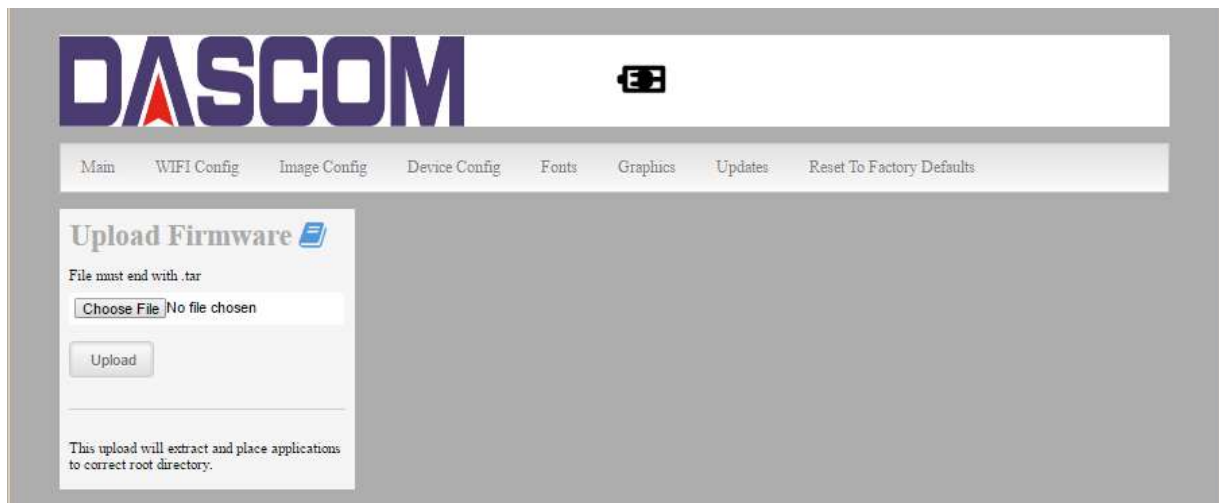 DASCOM
Main WIFI Config Image Config Device Config Fonts Graphics Updates Reset To Factory Defaults
Upload Firmware
File must end with .tar
Choose File No file chosen
Upload
This upload will extract and place applications
to correct root directory.